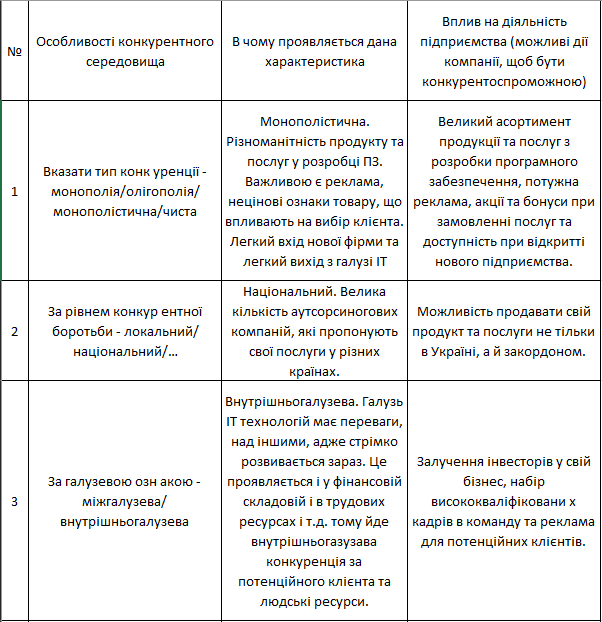 №
Особливості конкурентного
середовища
В чому проявляється дана
характеристика
Вплив на діяльність
підприємства (можливі дії
компанії, щоб бути
конкурентоспроможною)
1
Вказати тип конк уренції -
монополія/олігополія/
монополістична/чиста
Монополістична.
Різноманітність продукту та
послуг у розробці ПЗ.
Важливою є реклама,
нецінові ознаки товару, що
впливають на вибір клієнта.
Легкий вхід нової фірми та
легкий вихід з галузі ІТ
Великий асортимент
продукції та послуг з
розробки програмного
забезпечення, потужна
реклама, акції та бонуси при
замовленні послуг та
доступність при відкритті
нового підприємства.
2
За рівнем конкур ентної
боротьби - локальний/
національний/...
Національний. Велика
кількість аутсорсиногових
компаній, які пропонують
свої послуги у різних
країнах.
Можливість продавати свій
продукт та послуги не тільки
в Україні, а й закордоном.
3
За галузевою озн акою -
міжгалузева/
внутрішньогалузева
Внутрішньогалузева. Галузь
ІТ технологій має переваги,
над іншими, адже стрімко
розвивається зараз. Це
проявляється і у фінансовій
складовій і в трудових
ресурсах і т.д. тому йде
внутрішньогазузава
конкуренція за
потенційного клієнта та
людські ресурси.
Залучення інвесторів у свій
бізнес, набір
висококваліфіковани х
кадрів в команду та реклама
для потенційних клієнтів.